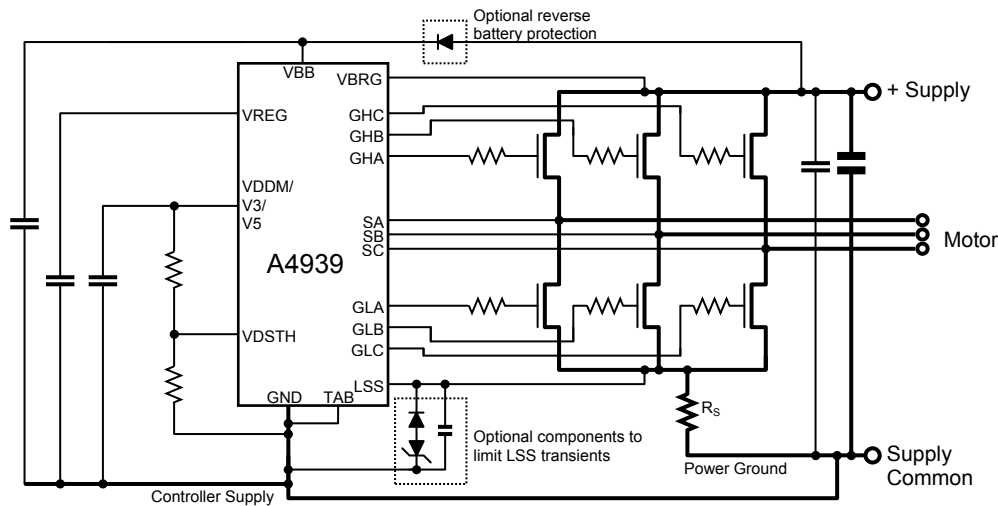 Optional reverse
battery protection
VBB
VBRG
+ Supply
VREG
GHC
GHB
GHA
VDDM/
V3/
V5
SA
SB
SC
Motor
A4939
GLA
GLB
GLC
VDSTH
LSS
GND
TAB
RS
Optional components to
limit LSS transients
Power Ground
Supply
Common
Controller Supply